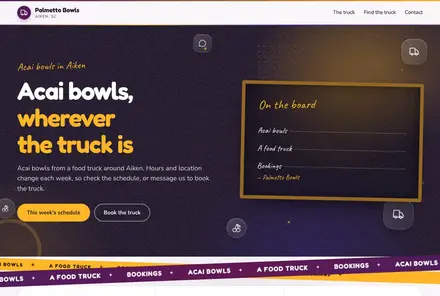 Palmetto Bowls
AIKEN, SC
The truck
Find the truck
Contact
Acai bowls in Aiken
Acai bowls,
wherever
the truck is
Acai bowls from a food truck around Aiken. Hours and location
change each week, so check the schedule, or message us to book
the truck.
This week's schedule
Book the truck
On the board
Acai bowls
A food truck
Bookings
– Palmetto Bowls
BOWLS + A FOOD TRUCK +
BOWLS + A FOOD TRUCK + BOOKINGS + ACAI BOWLS + A FOOD TRUCK + BOOKINGS + ACAI BOWLS